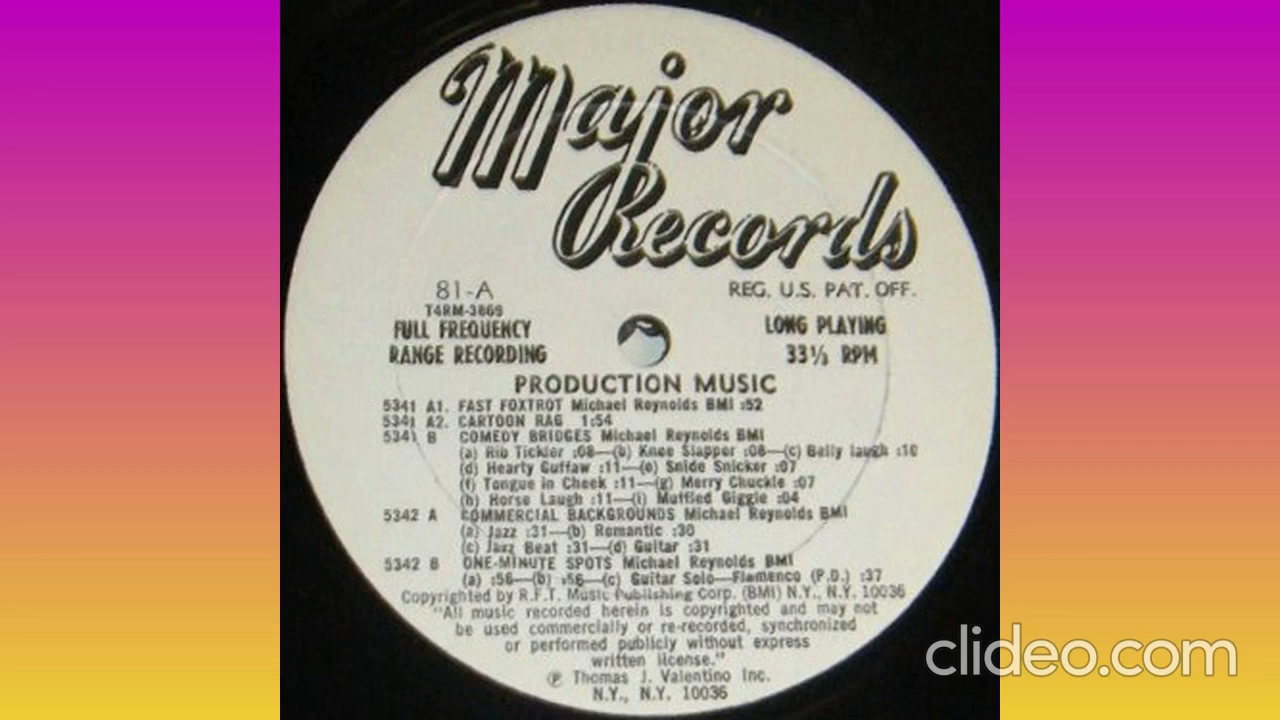 Major
Records
81-A
REG. U.S. PAT. OFF.
T4RM-3869
FULL FREQUENCY
RANGE RECORDING
LONG PLAYING
33⅓ RPM
PRODUCTION MUSIC
5341 A1. FAST FOXTROT Michael Reynolds BMI :52
5341 A2. CARTOON RAG 1:54
5341 B COMEDY BRIDGES Michael Reynolds BMI
(a) Rib Tickler :08—(b) Knee Slapper :08—(c) Belly laugh :10
(d) Hearty Guffaw :11—(e) Snide Snicker :07
(f) Tongue in Cheek :11—(g) Merry Chuckle :07
(h) Horse Laugh :11—(i) Muffled Giggle :04
5342 A COMMERCIAL BACKGROUNDS Michael Reynolds BMI
(a) Jazz :31—(b) Romantic :30
(c) Jazz Beat :31—(d) Guitar :31
5342 B ONE-MINUTE SPOTS Michael Reynolds BMI
(a) :56—(b) :56—(c) Guitar Solo—Flamenco (P.D.) :37
Copyrighted by R.F.T. Music Publishing Corp. (BMI) N.Y., N.Y. 10036
"All music recorded herein is copyrighted and may not
be used commercially or re-recorded, synchronized
or performed publicly without express
written license."
℗ Thomas J. Valentino Inc.
N.Y., N.Y. 10036
clideo.com